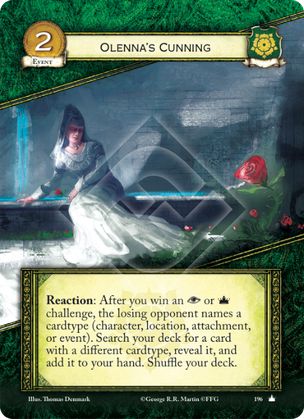 2
Event
Olenna's Cunning
Reaction: After you win an or
challenge, the losing opponent names a
cardtype (character, location, attachment,
or event). Search your deck for a card
with a different cardtype, reveal it, and
add it to your hand. Shuffle your deck.
Illus. Thomas Denmark ©George R.R. Martin ©FFG 196